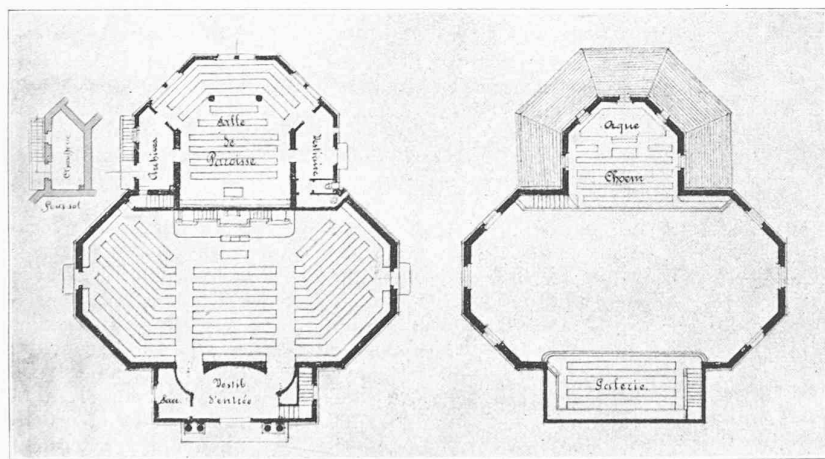 Salle
de
Paroisse
Archives
Vestiaire
Sous-sol
Vestib
d'entrée
Orgue
Choeur
Galerie